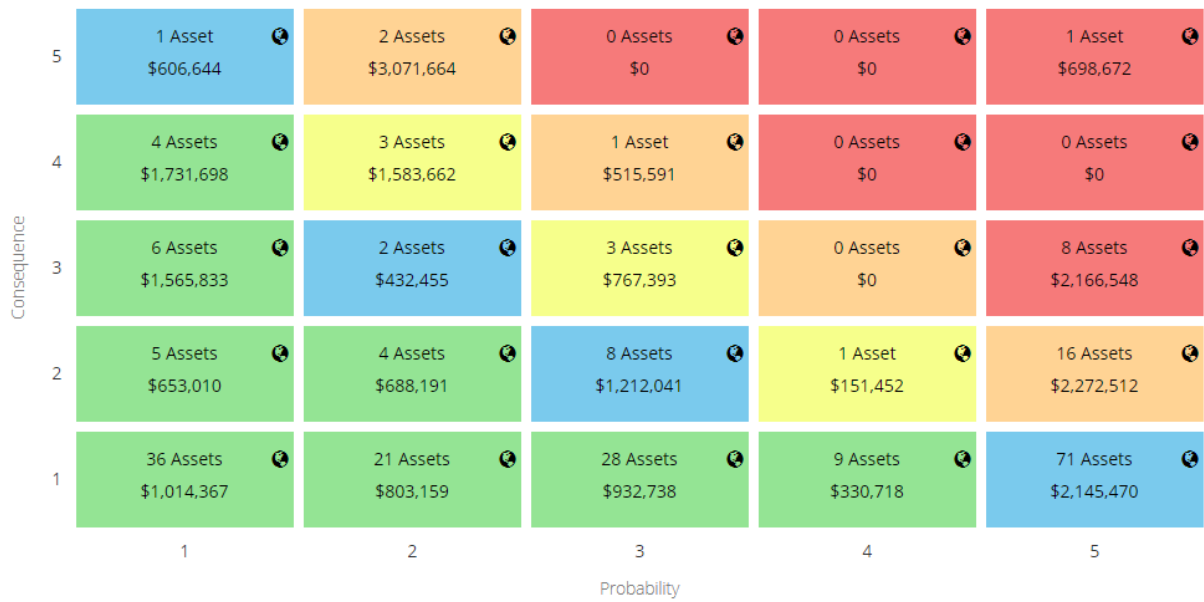 5
1 Asset
$606,644
2 Assets
$3,071,664
0 Assets
$0
0 Assets
$0
1 Asset
$698,672
4
4 Assets
$1,731,698
3 Assets
$1,583,662
1 Asset
$515,591
0 Assets
$0
0 Assets
$0
Consequence
3
6 Assets
$1,565,833
2 Assets
$432,455
3 Assets
$767,393
0 Assets
$0
8 Assets
$2,166,548
2
5 Assets
$653,010
4 Assets
$688,191
8 Assets
$1,212,041
1 Asset
$151,452
16 Assets
$2,272,512
1
36 Assets
$1,014,367
21 Assets
$803,159
28 Assets
$932,738
9 Assets
$330,718
71 Assets
$2,145,470
1
2
3
4
5
Probability